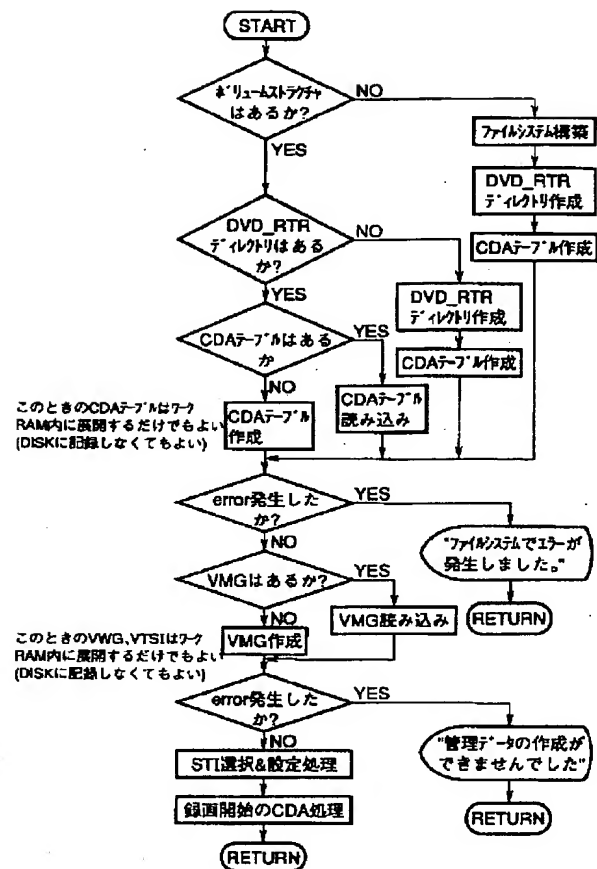 START
ボリュームストラクチャ
はあるか?
NO
YES
ファイルシステム構築
DVD_RTR
ディレクトリ作成
CDAテーブル作成
DVD_RTR
ディレクトリはある
か?
NO
YES
DVD_RTR
ディレクトリ作成
CDAテーブル作成
CDAテーブルはある
か
YES
NO
このときのCDAテーブルはワーク
RAM内に展開するだけでもよい
(DISKに記録しなくてもよい)
CDAテーブル
作成
CDAテーブル
読み込み
error発生した
か?
YES
NO
"ファイルシステムでエラーが
発生しました。"
RETURN
VMGはあるか?
YES
NO
このときのVWG,VTSIはワーク
RAM内に展開するだけでもよい
(DISKに記録しなくてもよい)
VMG作成
VMG読み込み
error発生した
か?
YES
NO
"管理データの作成が
できませんでした"
RETURN
STI選択&設定処理
録画開始のCDA処理
RETURN